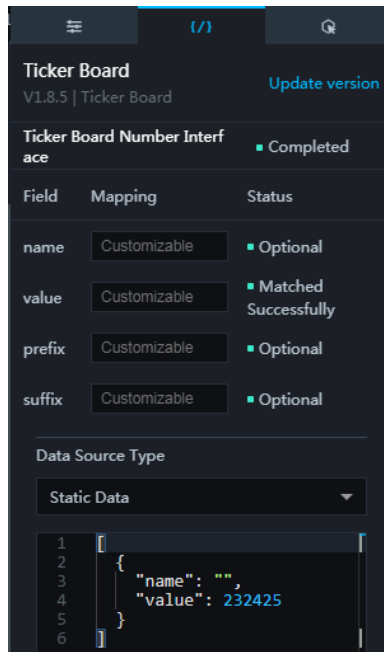 {/}
Ticker Board
V1.8.5 | Ticker Board
Update version
Ticker Board Number Interf
ace
Completed
Field Mapping Status
name Customizable Optional
value Customizable Matched
Successfully
prefix Customizable Optional
suffix Customizable Optional
Data Source Type
Static Data
1 [
2 {
3 "name": "",
4 "value": 232425
5 }
6 ]